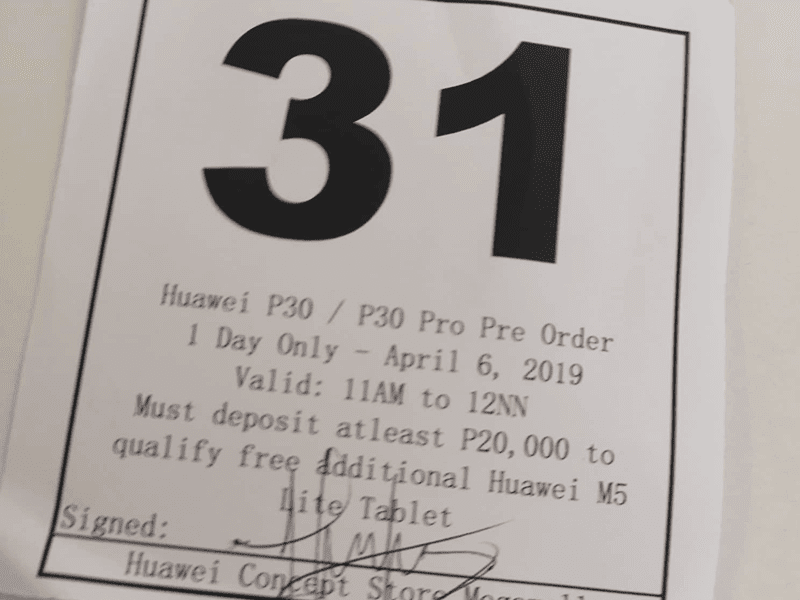 31
Huawei P30 / P30 Pro Pre Order
1 Day Only - April 6, 2019
Valid: 11AM to 12NN
Must deposit atleast P20,000 to
qualify free additional Huawei M5
Lite Tablet
Signed:
Huawei Concept Store